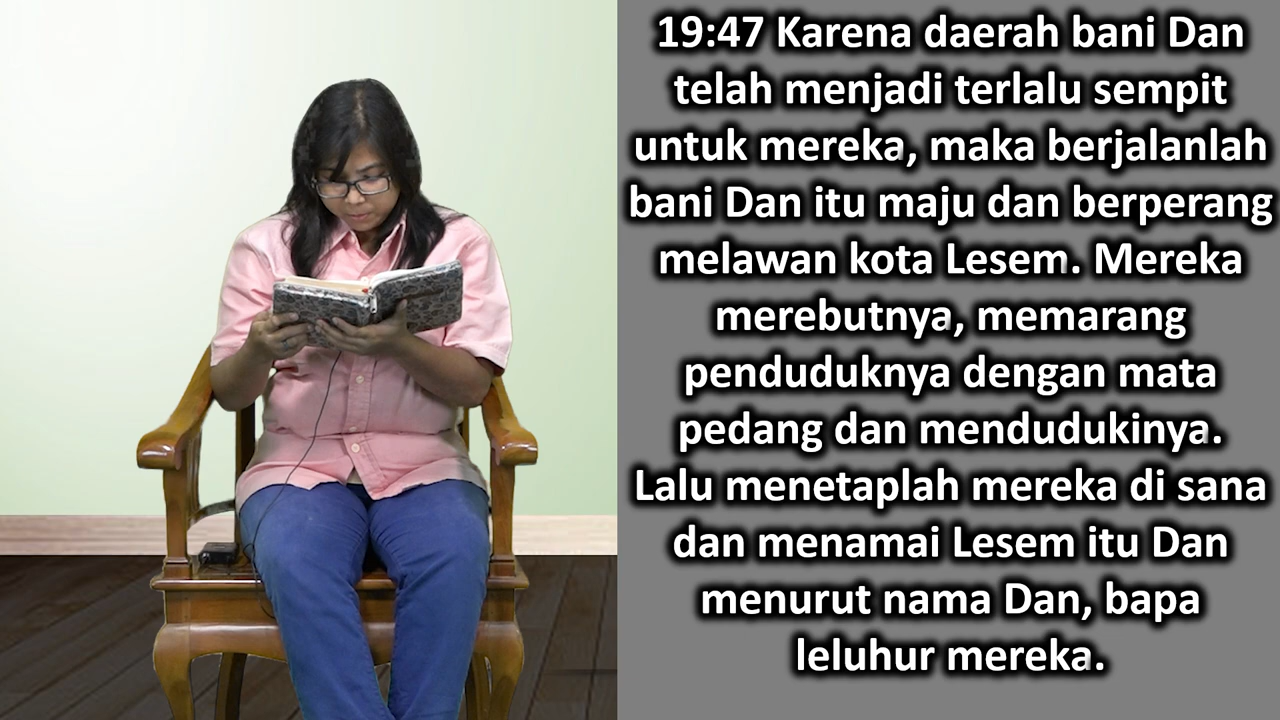 19:47 Karena daerah bani Dan
telah menjadi terlalu sempit
untuk mereka, maka berjalanlah
bani Dan itu maju dan berperang
melawan kota Lesem. Mereka
merebutnya, memarang
penduduknya dengan mata
pedang dan mendudukinya.
Lalu menetaplah mereka di sana
dan menamai Lesem itu Dan
menurut nama Dan, bapa
leluhur mereka.